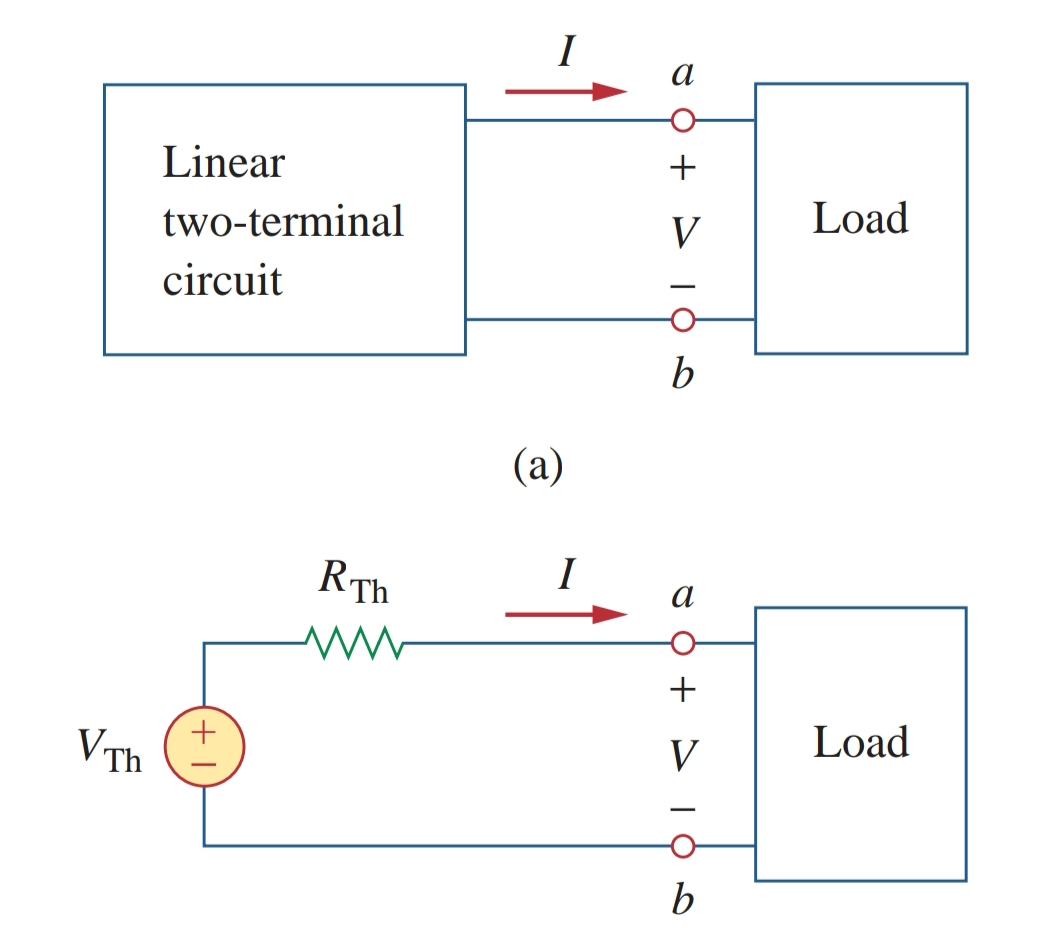 I
a
Linear
two-terminal
circuit
+
V
−
Load
b
(a)
R_Th
I
a
+
−
V_Th
+
V
−
Load
b